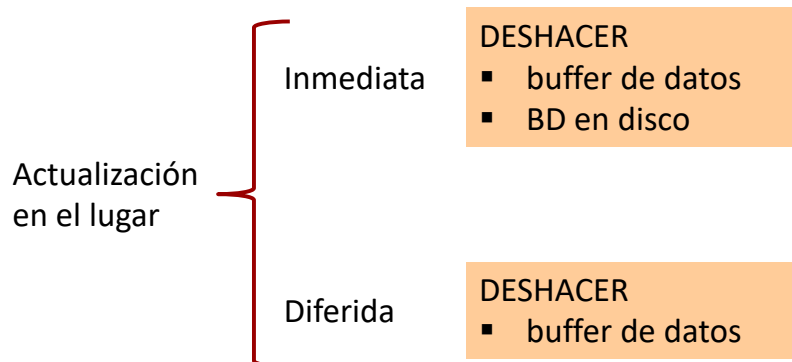 Actualización
en el lugar
Inmediata
DESHACER
▪ buffer de datos
▪ BD en disco
Diferida
DESHACER
▪ buffer de datos